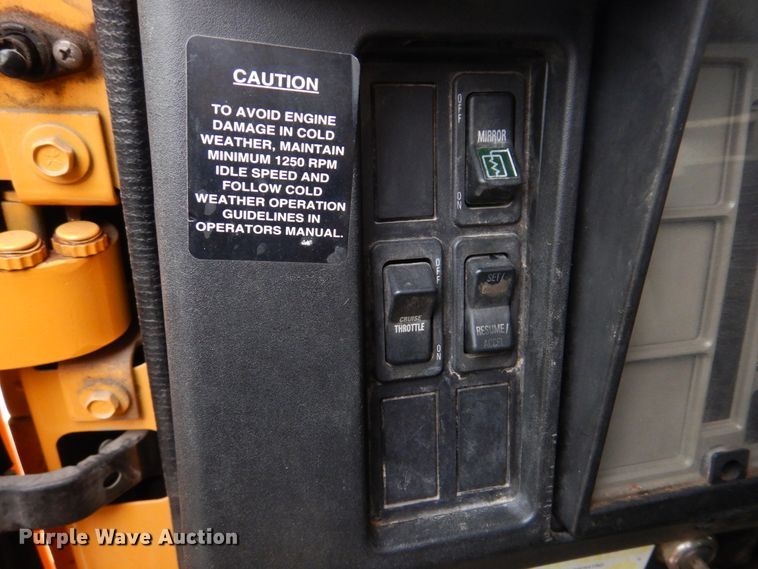 CAUTION
TO AVOID ENGINE
DAMAGE IN COLD
WEATHER, MAINTAIN
MINIMUM 1250 RPM
IDLE SPEED AND
FOLLOW COLD
WEATHER OPERATION
GUIDELINES IN
OPERATORS MANUAL.
OFF
MIRROR
ON
OFF
CRUISE
THROTTLE
ON
SET/
RESUME/
ACCEL
Purple Wave Auction